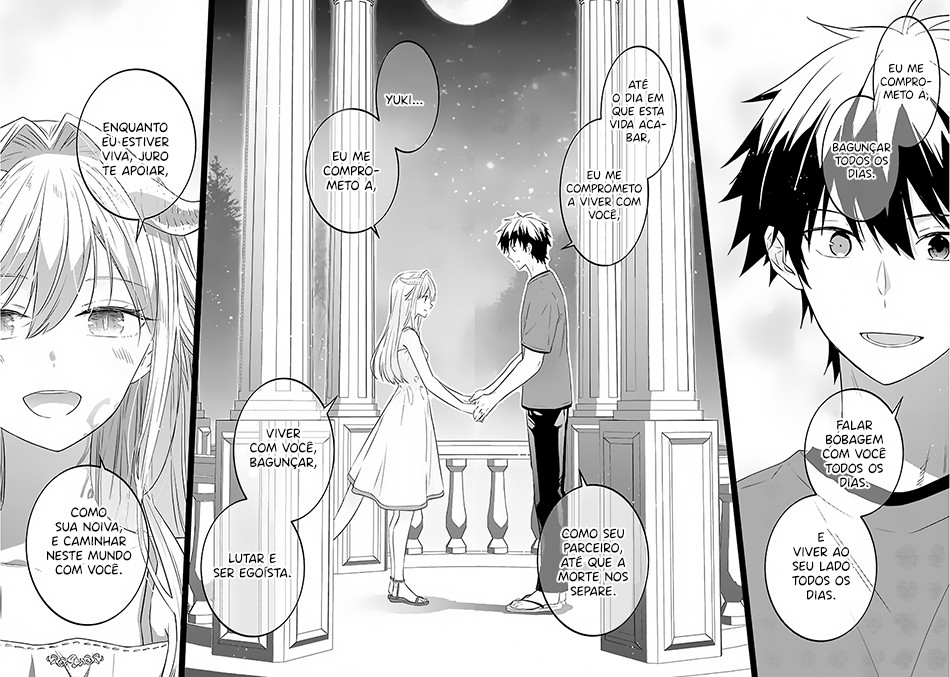 EU ME
COMPRO-
METO A,
BAGUNÇAR
TODOS OS
DIAS.
FALAR
BOBAGEM
COM VOCÊ
TODOS OS
DIAS.
E
VIVER AO
SEU LADO
TODOS OS
DIAS.
ATÉ
O DIA EM
QUE ESTA
VIDA ACA-
BAR,
EU ME
COMPROMETO
A VIVER COM
VOCÊ,
COMO SEU
PARCEIRO,
ATÉ QUE A
MORTE NOS
SEPARE.
YUKI...
EU ME
COMPRO-
METO A,
VIVER
COM VOCÊ,
BAGUNÇAR,
LUTAR E
SER EGOÍSTA.
ENQUANTO
EU ESTIVER
VIVA, JURO
TE APOIAR,
COMO
SUA NOIVA,
E CAMINHAR
NESTE MUNDO
COM VOCÊ.